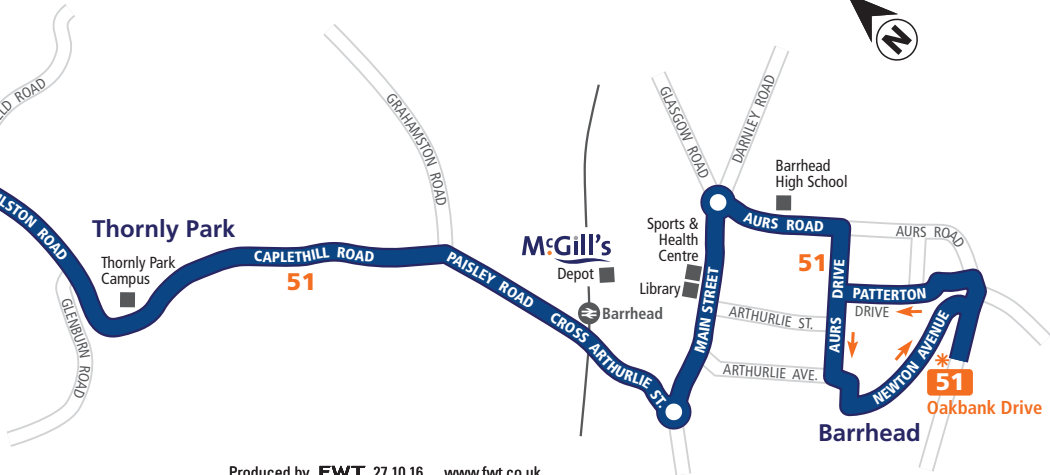 N
ROAD
LSTON ROAD
Thornly Park
Thornly Park
Campus
GLENBURN ROAD
CAPLETHILL ROAD
51
GRAHAMSTON ROAD
PAISLEY ROAD
CROSS ARTHURLIE ST.
McGill's
Depot
Barrhead
Sports &
Health
Centre
Library
MAIN STREET
GLASGOW ROAD
DARNLEY ROAD
Barrhead
High School
AURS ROAD
AURS ROAD
51
AURS DRIVE
PATTERTON
DRIVE
ARTHURLIE ST.
ARTHURLIE AVE.
NEWTON AVENUE
*
51
Oakbank Drive
Barrhead
Produced by FWT 27.10.16 www.fwt.co.uk